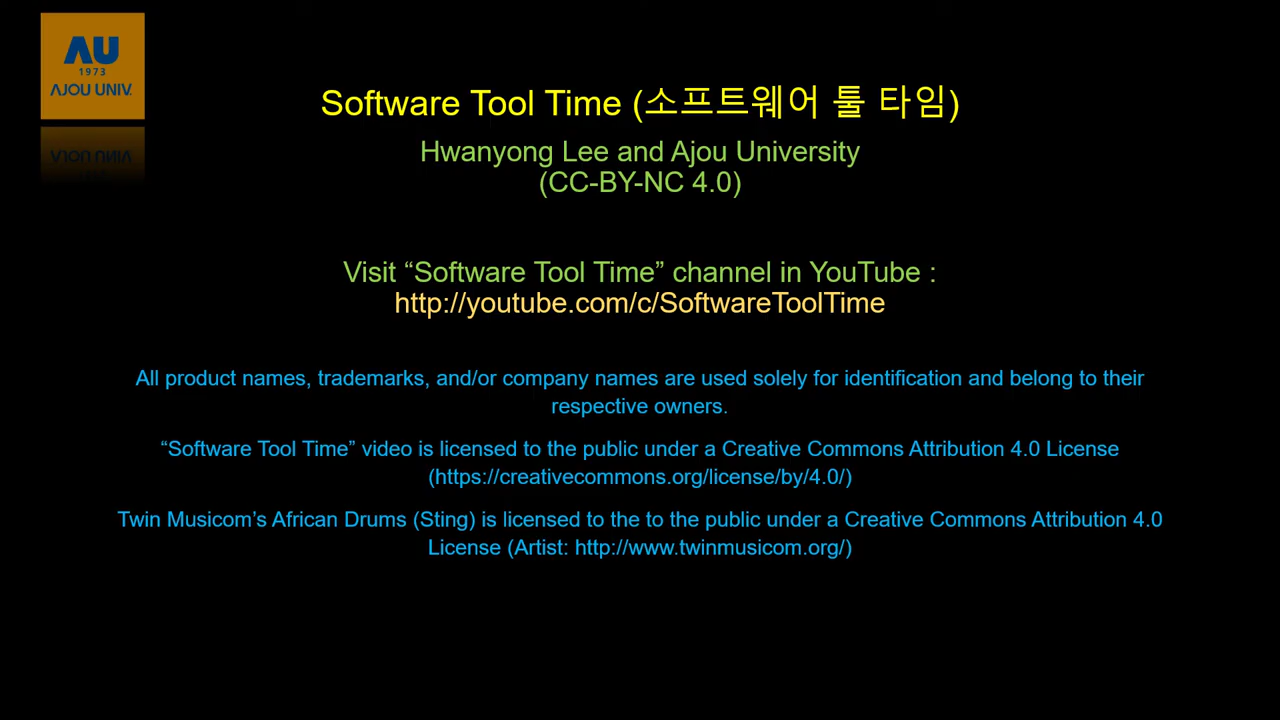 AU
1973
AJOU UNIV.
Software Tool Time (소프트웨어 툴 타임)
Hwanyong Lee and Ajou University
(CC-BY-NC 4.0)
Visit “Software Tool Time” channel in YouTube :
http://youtube.com/c/SoftwareToolTime
All product names, trademarks, and/or company names are used solely for identification and belong to their
respective owners.
“Software Tool Time” video is licensed to the public under a Creative Commons Attribution 4.0 License
(https://creativecommons.org/license/by/4.0/)
Twin Musicom’s African Drums (Sting) is licensed to the to the public under a Creative Commons Attribution 4.0
License (Artist: http://www.twinmusicom.org/)